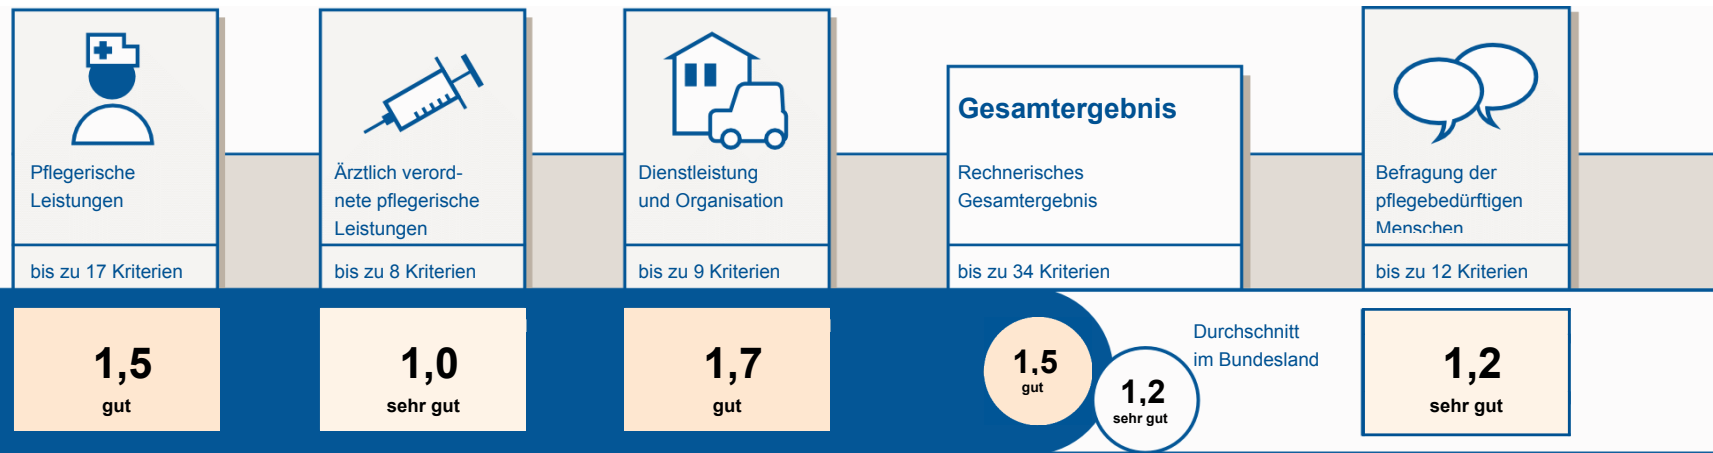 Pflegerische
Leistungen
bis zu 17 Kriterien
1,5
gut
Ärztlich verord-
nete pflegerische
Leistungen
bis zu 8 Kriterien
1,0
sehr gut
Dienstleistung
und Organisation
bis zu 9 Kriterien
1,7
gut
Gesamtergebnis
Rechnerisches
Gesamtergebnis
bis zu 34 Kriterien
1,5
gut
1,2
sehr gut
Durchschnitt
im Bundesland
Befragung der
pflegebedürftigen
Menschen
bis zu 12 Kriterien
1,2
sehr gut